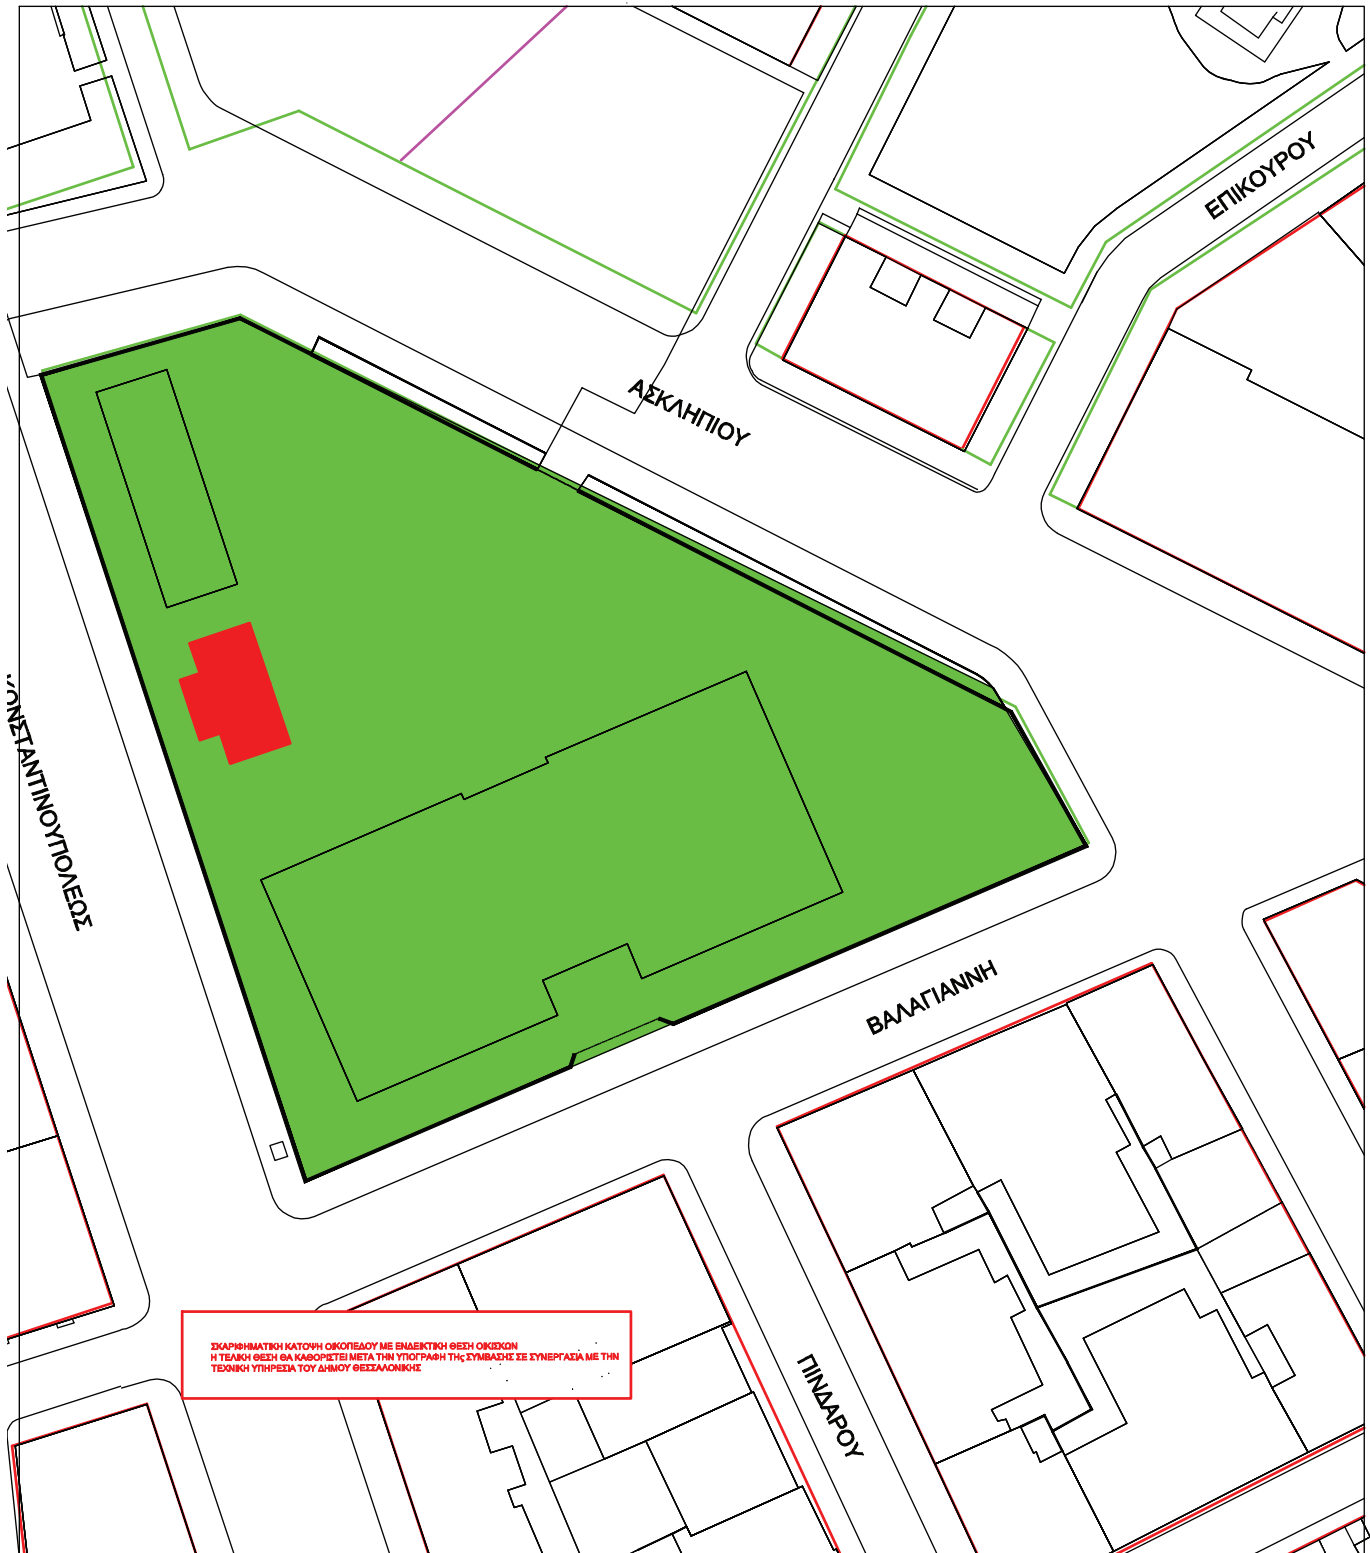 ΕΠΙΚΟΥΡΟΥ
ΑΣΚΛΗΠΙΟΥ
ΚΩΝΣΤΑΝΤΙΝΟΥΠΟΛΕΩΣ
ΒΑΛΑΓΙΑΝΝΗ
ΠΙΝΔΑΡΟΥ
ΣΚΑΡΙΦΗΜΑΤΙΚΗ ΚΑΤΟΨΗ ΟΙΚΟΠΕΔΟΥ ΜΕ ΕΝΔΕΙΚΤΙΚΗ ΘΕΣΗ ΟΙΚΙΣΚΩΝ
Η ΤΕΛΙΚΗ ΘΕΣΗ ΘΑ ΚΑΘΟΡΙΣΤΕΙ ΜΕΤΑ ΤΗΝ ΥΠΟΓΡΑΦΗ ΤΗς ΣΥΜΒΑΣΗΣ ΣΕ ΣΥΝΕΡΓΑΣΙΑ ΜΕ ΤΗΝ
ΤΕΧΝΙΚΗ ΥΠΗΡΕΣΙΑ ΤΟΥ ΔΗΜΟΥ ΘΕΣΣΑΛΟΝΙΚΗΣ